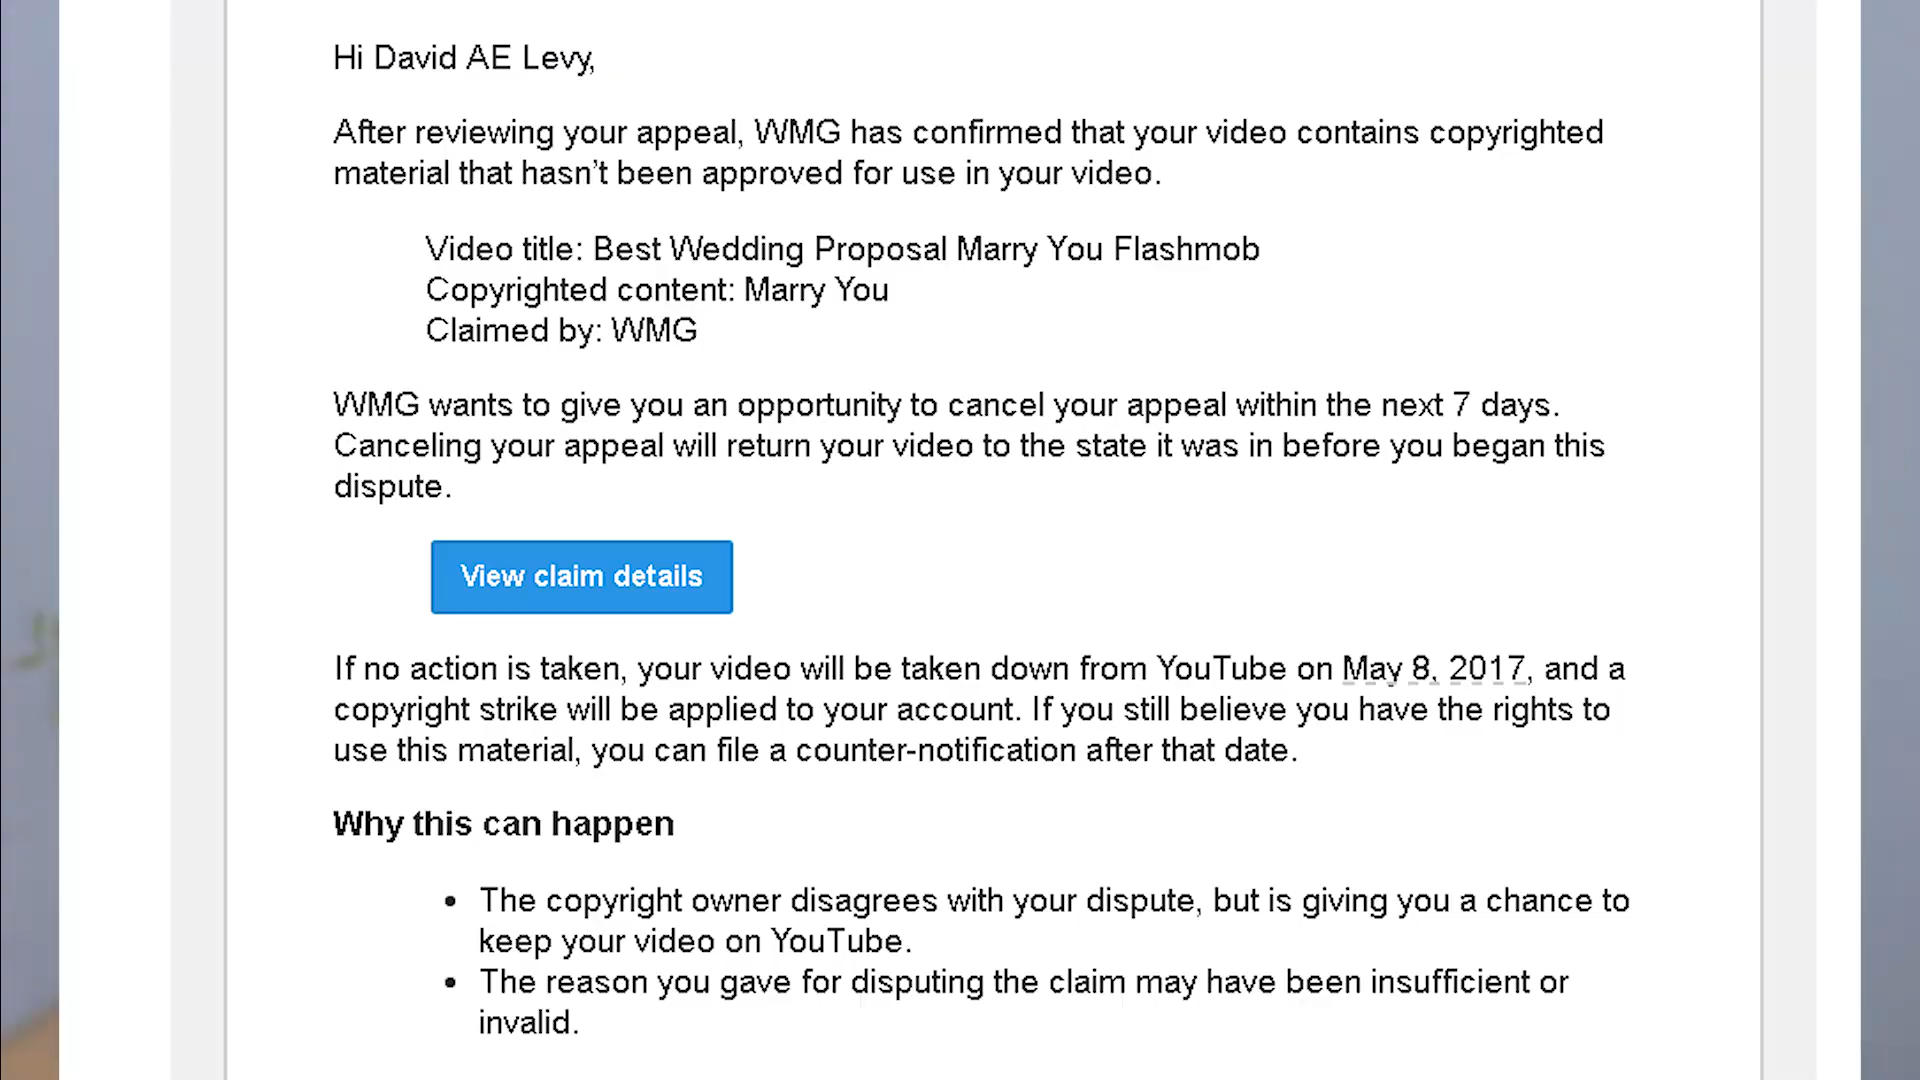 Hi David AE Levy,
After reviewing your appeal, WMG has confirmed that your video contains copyrighted
material that hasn’t been approved for use in your video.
Video title: Best Wedding Proposal Marry You Flashmob
Copyrighted content: Marry You
Claimed by: WMG
WMG wants to give you an opportunity to cancel your appeal within the next 7 days.
Canceling your appeal will return your video to the state it was in before you began this
dispute.
View claim details
If no action is taken, your video will be taken down from YouTube on May 8, 2017, and a
copyright strike will be applied to your account. If you still believe you have the rights to
use this material, you can file a counter-notification after that date.
Why this can happen
• The copyright owner disagrees with your dispute, but is giving you a chance to
keep your video on YouTube.
• The reason you gave for disputing the claim may have been insufficient or
invalid.